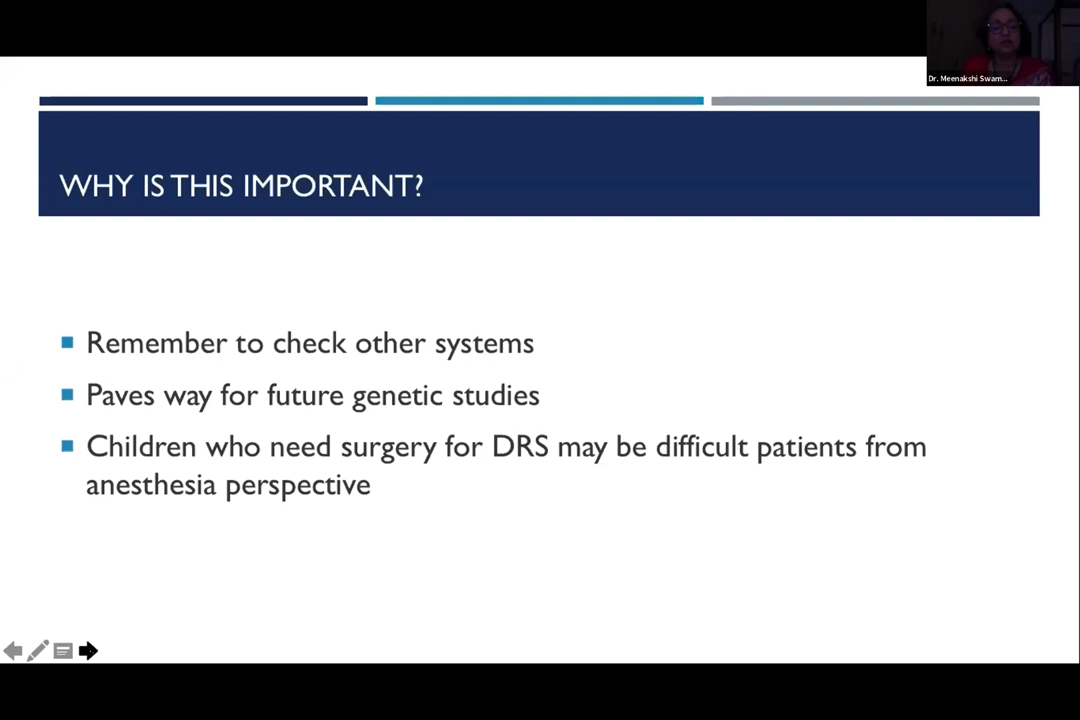 Dr. Meenakshi Swam...
WHY IS THIS IMPORTANT?
Remember to check other systems
Paves way for future genetic studies
Children who need surgery for DRS may be difficult patients from
anesthesia perspective